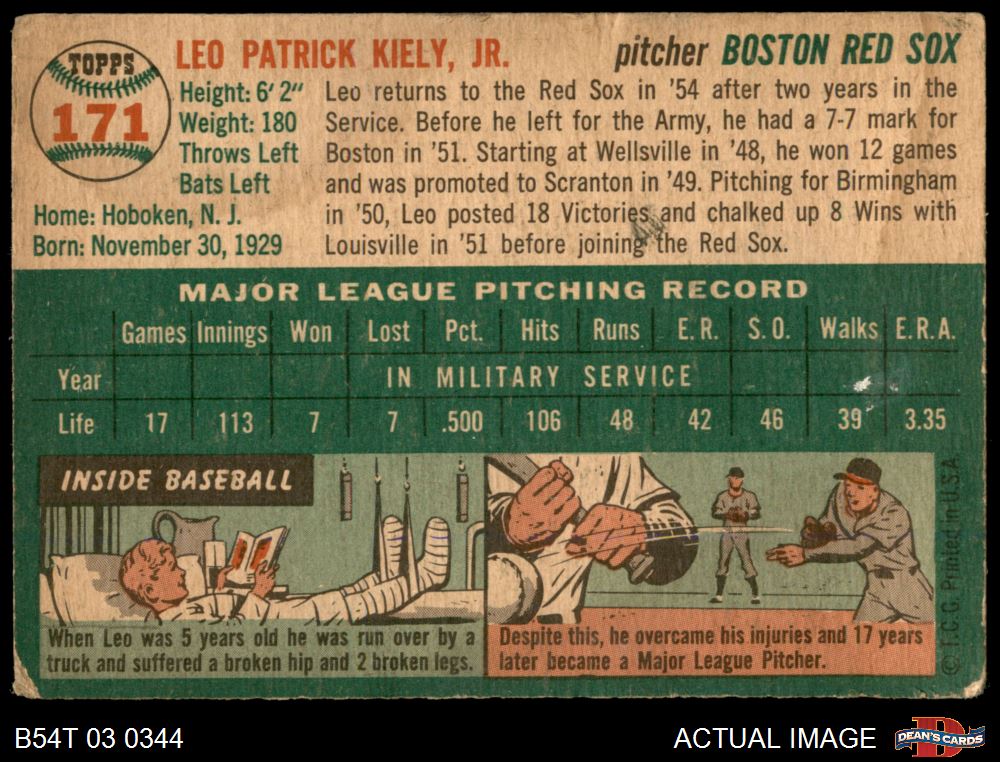 TOPPS
171
LEO PATRICK KIELY, JR.
pitcher BOSTON RED SOX
Height: 6' 2"
Weight: 180
Throws Left
Bats Left
Home: Hoboken, N. J.
Born: November 30, 1929
Leo returns to the Red Sox in '54 after two years in the
Service. Before he left for the Army, he had a 7-7 mark for
Boston in '51. Starting at Wellsville in '48, he won 12 games
and was promoted to Scranton in '49. Pitching for Birmingham
in '50, Leo posted 18 Victories and chalked up 8 Wins with
Louisville in '51 before joining the Red Sox.
MAJOR LEAGUE PITCHING RECORD
Games Innings Won Lost Pct. Hits Runs E. R. S. O. Walks E.R.A.
Year IN MILITARY SERVICE
Life 17 113 7 7 .500 106 48 42 46 39 3.35
INSIDE BASEBALL
When Leo was 5 years old he was run over by a
truck and suffered a broken hip and 2 broken legs.
Despite this, he overcame his injuries and 17 years
later became a Major League Pitcher.
© T. C. G. Printed in U.S.A.
B54T 03 0344
ACTUAL IMAGE
D
DEAN'S CARDS